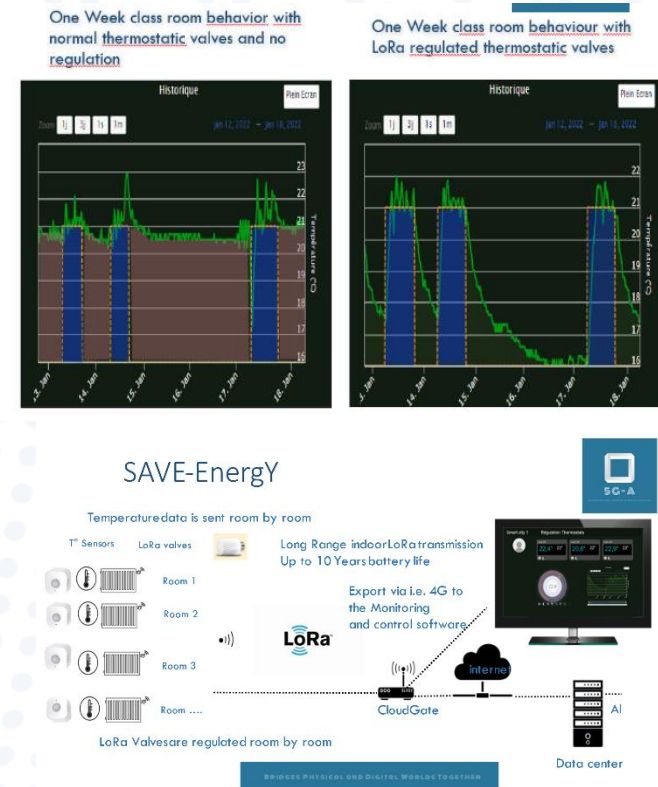 One Week class room behavior with
normal thermostatic valves and no
regulation
One Week class room behaviour with
LoRa regulated thermostatic valves
Historique
Plein Ecran
Zoom 1j 3j 1s 1m
Jan 12, 2022 → Jan 18, 2022
23
22
21
20
19
18
17
16
Température (°C)
3. Jan
14. Jan
15. Jan
16. Jan
17. Jan
18. Jan
Historique
Plein Ecran
Zoom 1j 3j 1s 1m
Jan 12, 2022 → Jan 18, 2022
22
21
20
19
18
17
16
Température (°C)
. Jan
14. Jan
15. Jan
16. Jan
17. Jan
18. Jan
SAVE-EnergY
5G-A
Temperaturedata is sent room by room
T° Sensors
LoRa valves
Long Range indoorLoRatransmission
Up to 10 Yearsbattery life
Room 1
Room 2
Room 3
Room ....
Export via i.e. 4G to
the Monitoring
and control software
LoRa
internet
CloudGate
AI
Data center
LoRa Valvesare regulated room by room
BRIDGES PHYSICAL AND DIGITAL WORLDS TOGETHER